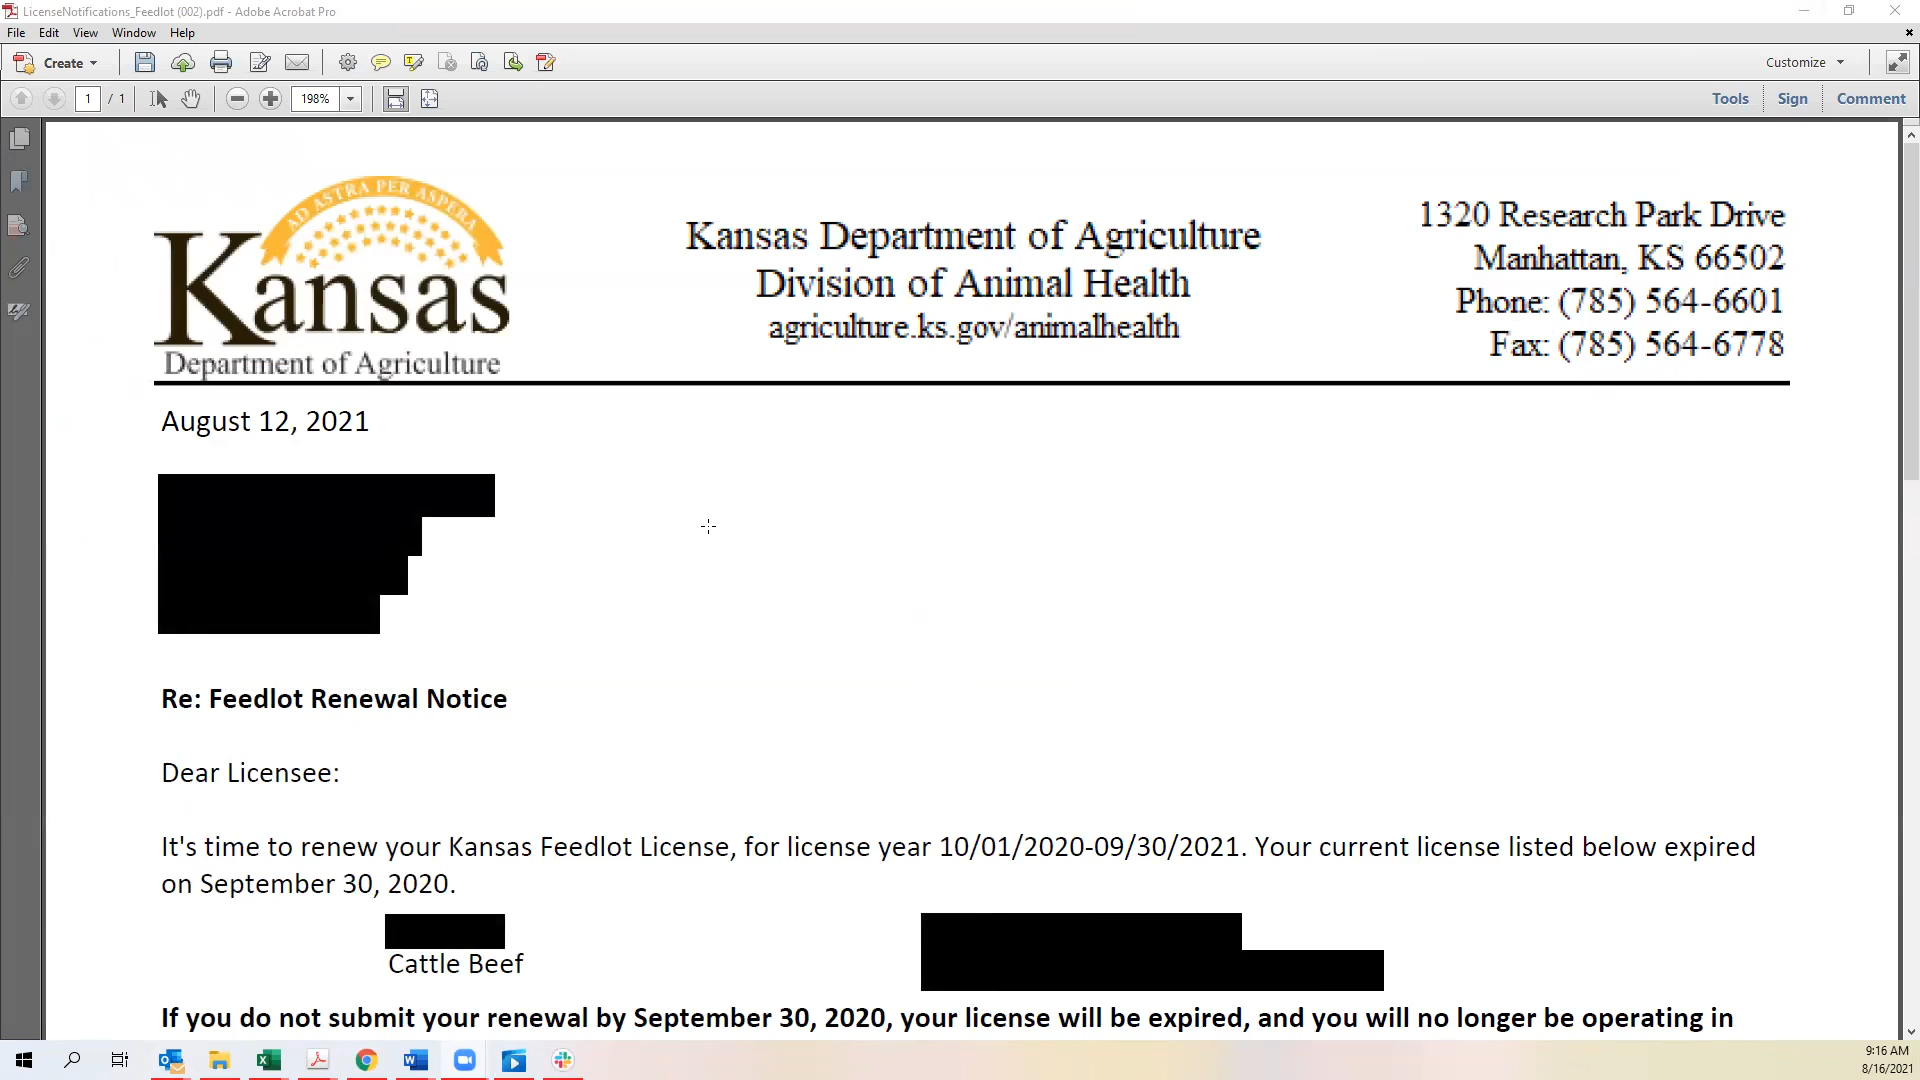 LicenseNotifications_Feedlot (002).pdf - Adobe Acrobat Pro
File Edit View Window Help
Create
Customize
1 / 1
198%
Tools Sign Comment
AD ASTRA PER ASPERA
Kansas
Department of Agriculture
Kansas Department of Agriculture
Division of Animal Health
agriculture.ks.gov/animalhealth
1320 Research Park Drive
Manhattan, KS 66502
Phone: (785) 564-6601
Fax: (785) 564-6778
August 12, 2021
Re: Feedlot Renewal Notice
Dear Licensee:
It's time to renew your Kansas Feedlot License, for license year 10/01/2020-09/30/2021. Your current license listed below expired
on September 30, 2020.
Cattle Beef
If you do not submit your renewal by September 30, 2020, your license will be expired, and you will no longer be operating in
9:16 AM
8/16/2021